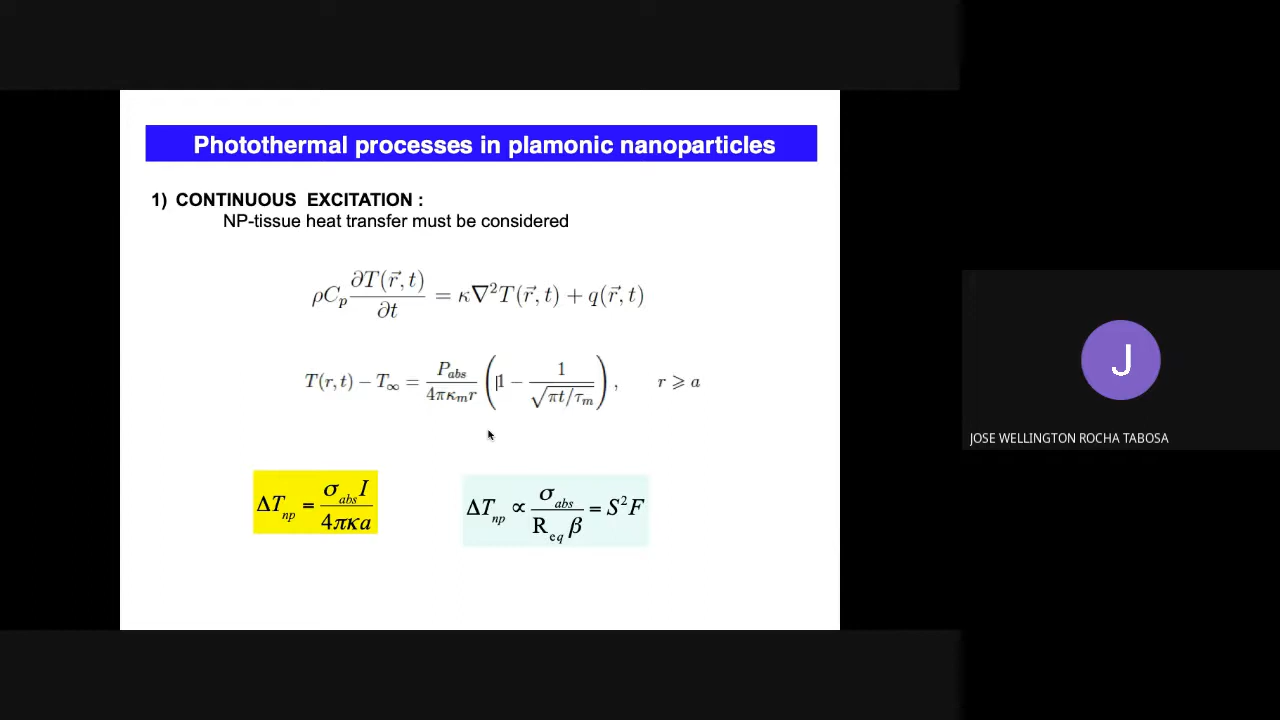 Photothermal processes in plamonic nanoparticles
1) CONTINUOUS EXCITATION :
NP-tissue heat transfer must be considered
ρC_p ∂T(r⃗,t)/∂t = κ∇²T(r⃗,t) + q(r⃗,t)
T(r,t) − T_∞ = P_abs/(4πκ_m r) (1 − 1/√(πt/τ_m)), r ⩾ a
ΔT_np = σ_abs I/(4πκa)
ΔT_np ∝ σ_abs/(R_eq β) = S²F
J
JOSE WELLINGTON ROCHA TABOSA